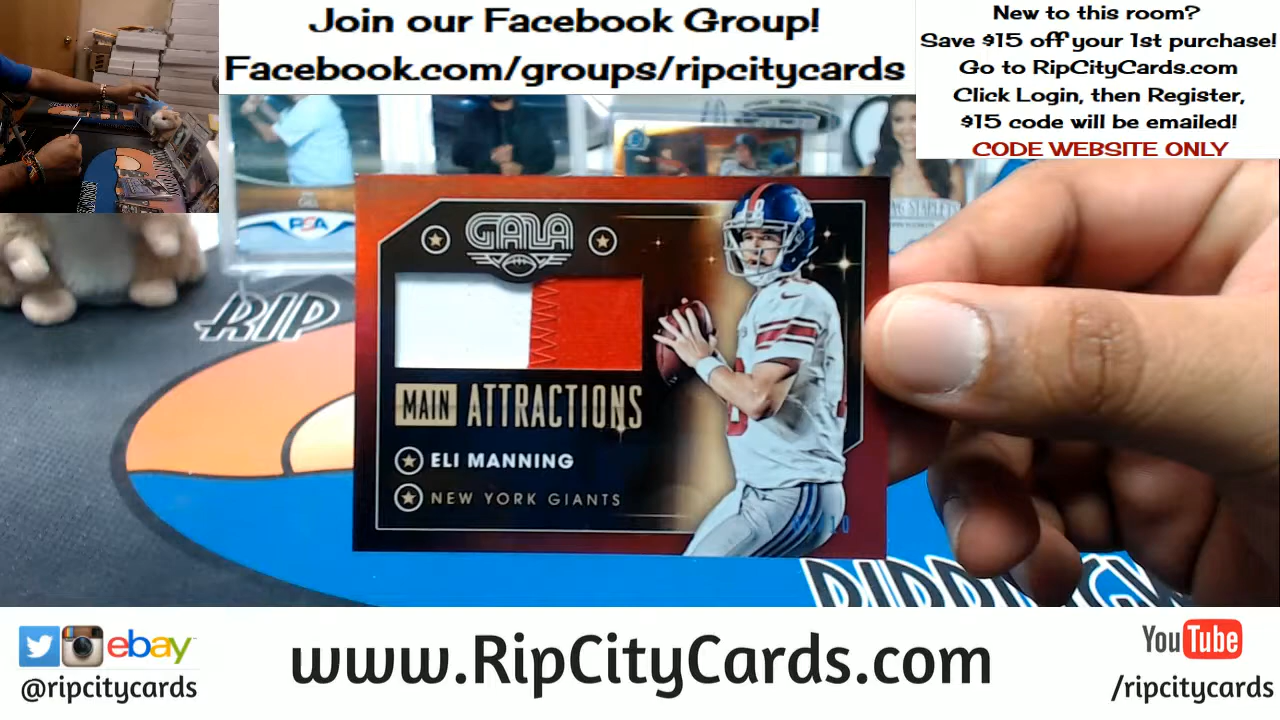 Join our Facebook Group!
Facebook.com/groups/ripcitycards
New to this room?
Save $15 off your 1st purchase!
Go to RipCityCards.com
Click Login, then Register,
$15 code will be emailed!
CODE WEBSITE ONLY
PSA
RIP
GALA
MAIN ATTRACTIONS
ELI MANNING
NEW YORK GIANTS
ebay
@ripcitycards
www.RipCityCards.com
YouTube
/ripcitycards